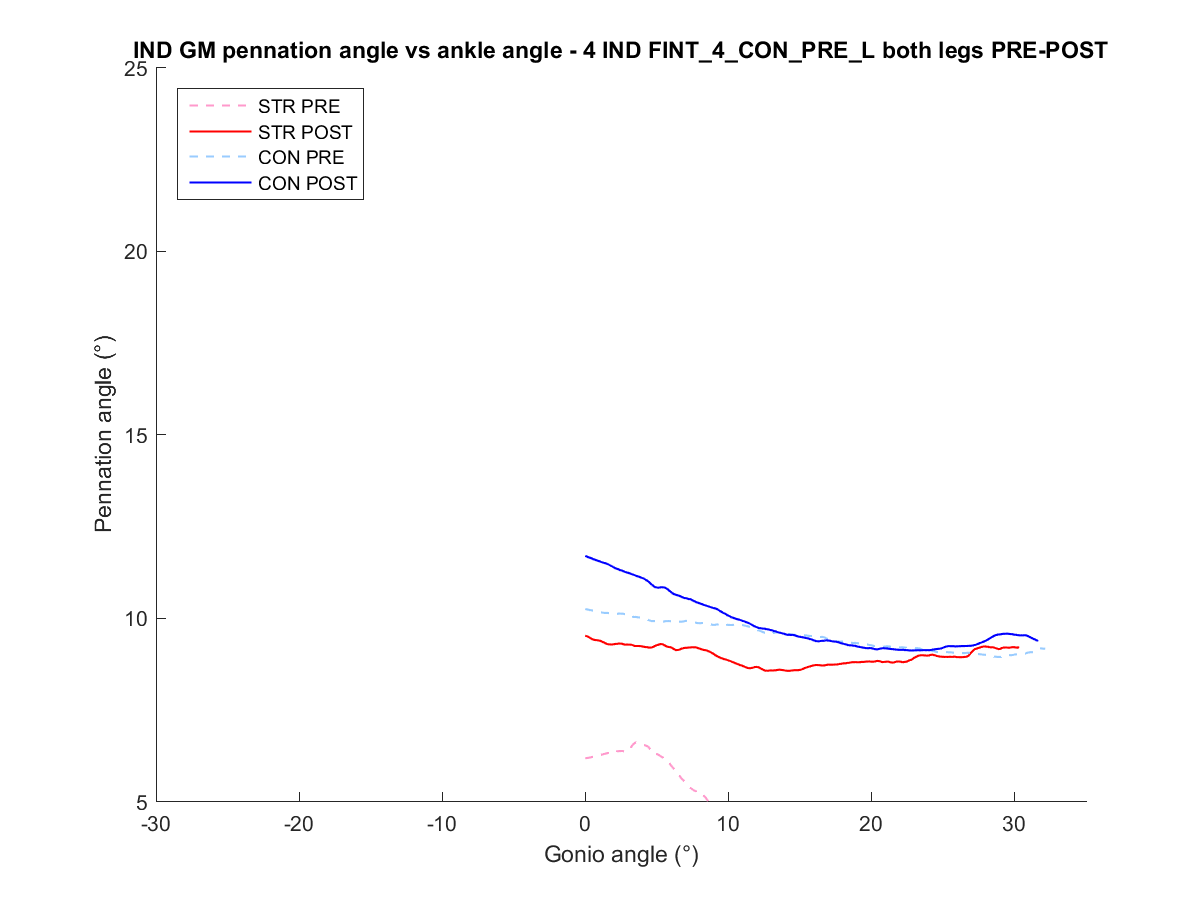 IND GM pennation angle vs ankle angle - 4 IND FINT_4_CON_PRE_L both legs PRE-POST
25
20
15
10
5
Pennation angle (°)
STR PRE
STR POST
CON PRE
CON POST
-30
-20
-10
0
10
20
30
Gonio angle (°)